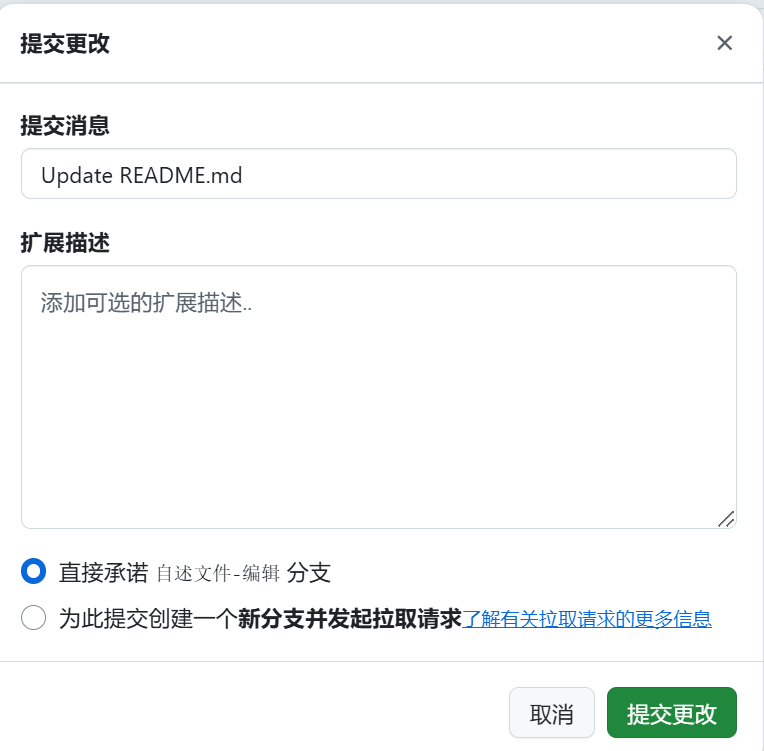 提交更改
提交消息
Update README.md
扩展描述
添加可选的扩展描述..
直接承诺 自述文件-编辑 分支
为此提交创建一个新分支并发起拉取请求了解有关拉取请求的更多信息
取消 提交更改